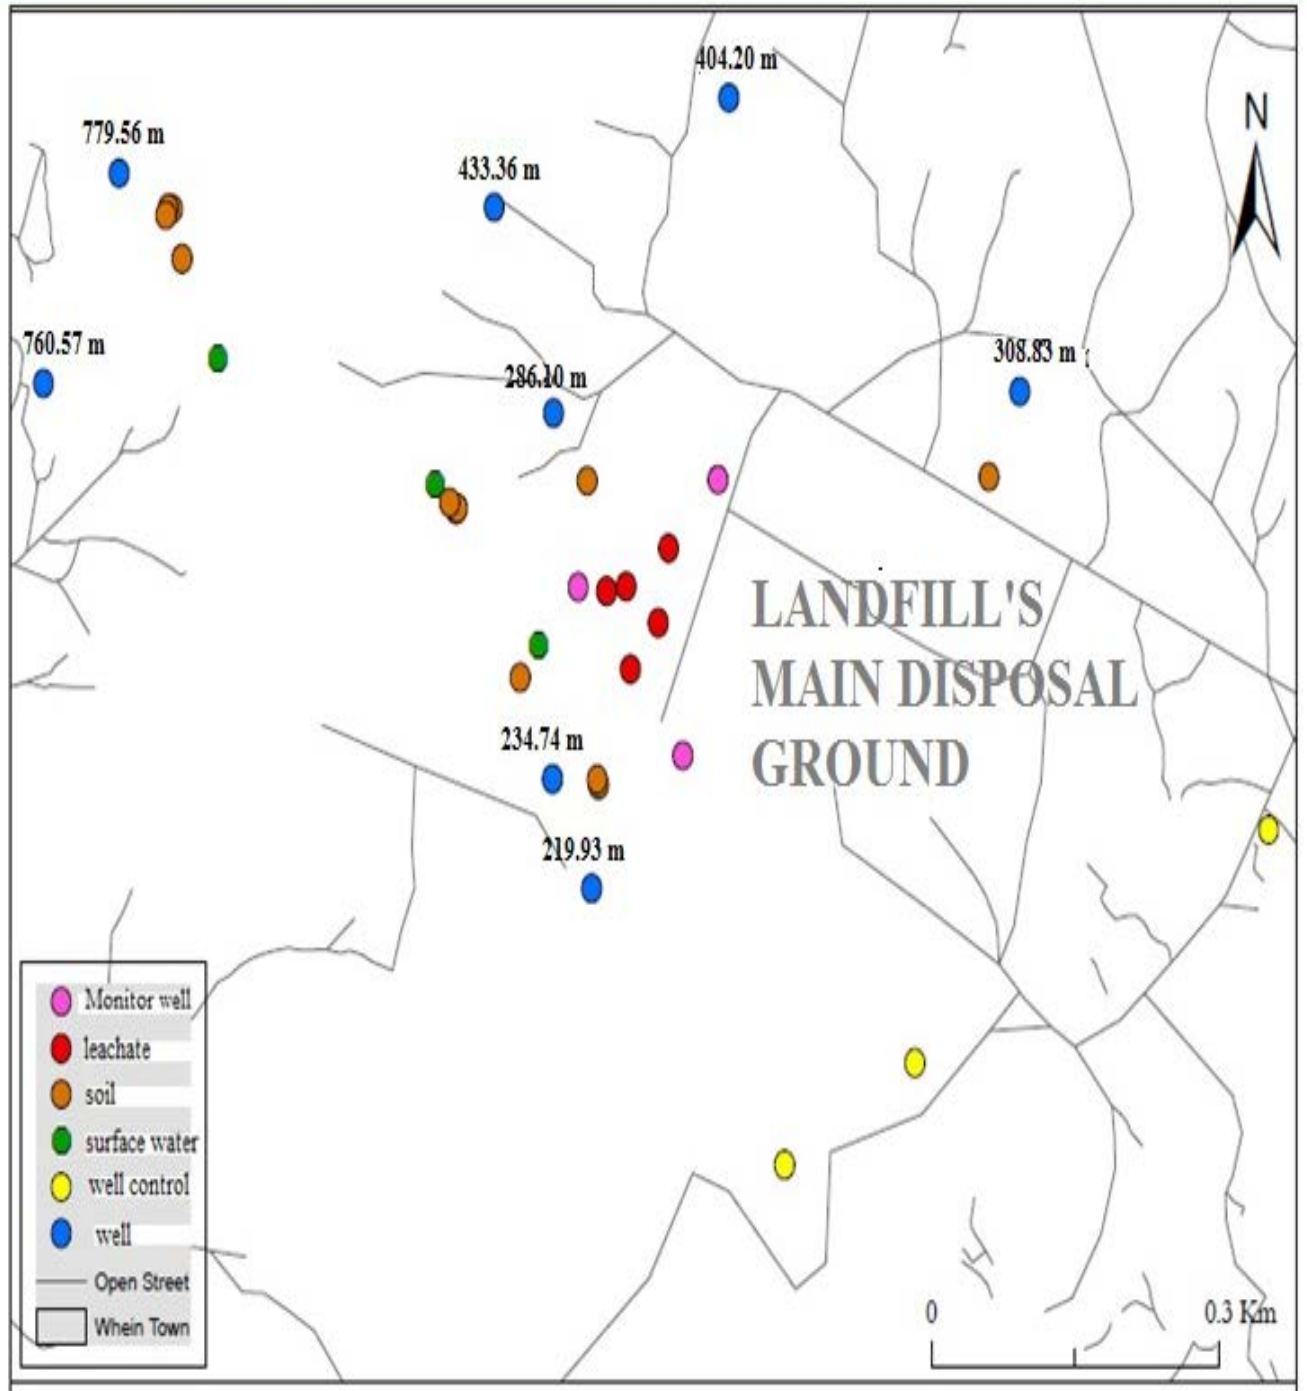 404.20 m
779.56 m
433.36 m
N
760.57 m
308.83 m
286.10 m
LANDFILL'S
MAIN DISPOSAL
GROUND
234.74 m
219.93 m
Monitor well
leachate
soil
surface water
well control
well
Open Street
Whein Town
0 0.3 Km